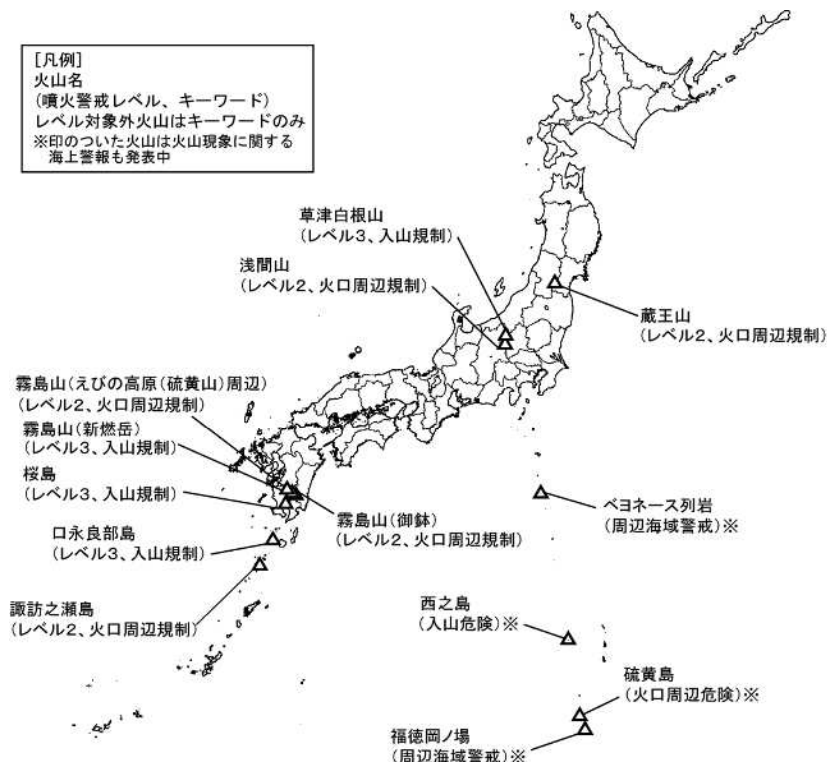 [凡例]
火山名
(噴火警戒レベル、キーワード)
レベル対象外火山はキーワードのみ
※印のついた火山は火山現象に関する
海上警報も発表中
草津白根山
(レベル3、入山規制)
浅間山
(レベル2、火口周辺規制)
蔵王山
(レベル2、火口周辺規制)
霧島山(えびの高原(硫黄山)周辺)
(レベル2、火口周辺規制)
霧島山(新燃岳)
(レベル3、入山規制)
桜島
(レベル3、入山規制)
口永良部島
(レベル3、入山規制)
霧島山(御鉢)
(レベル2、火口周辺規制)
諏訪之瀬島
(レベル2、火口周辺規制)
ベヨネース列岩
(周辺海域警戒)※
西之島
(入山危険)※
硫黄島
(火口周辺危険)※
福徳岡ノ場
(周辺海域警戒)※